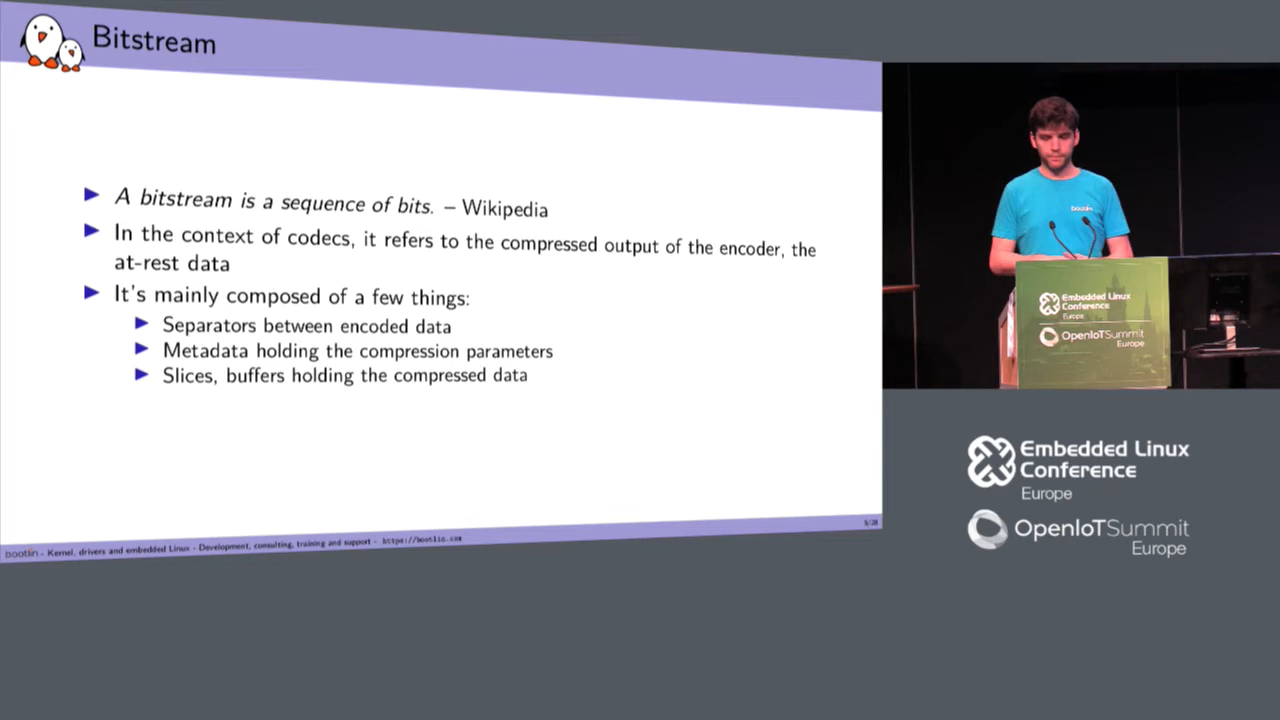 Bitstream
A bitstream is a sequence of bits. – Wikipedia
In the context of codecs, it refers to the compressed output of the encoder, the
at-rest data
It's mainly composed of a few things:
Separators between encoded data
Metadata holding the compression parameters
Slices, buffers holding the compressed data
5/28
bootlin - Kernel, drivers and embedded Linux - Development, consulting, training and support - https://bootlin.com
bootlin
Embedded Linux
Conference
Europe
OpenIoTSummit
Europe
Embedded Linux
Conference
Europe
OpenIoTSummit
Europe